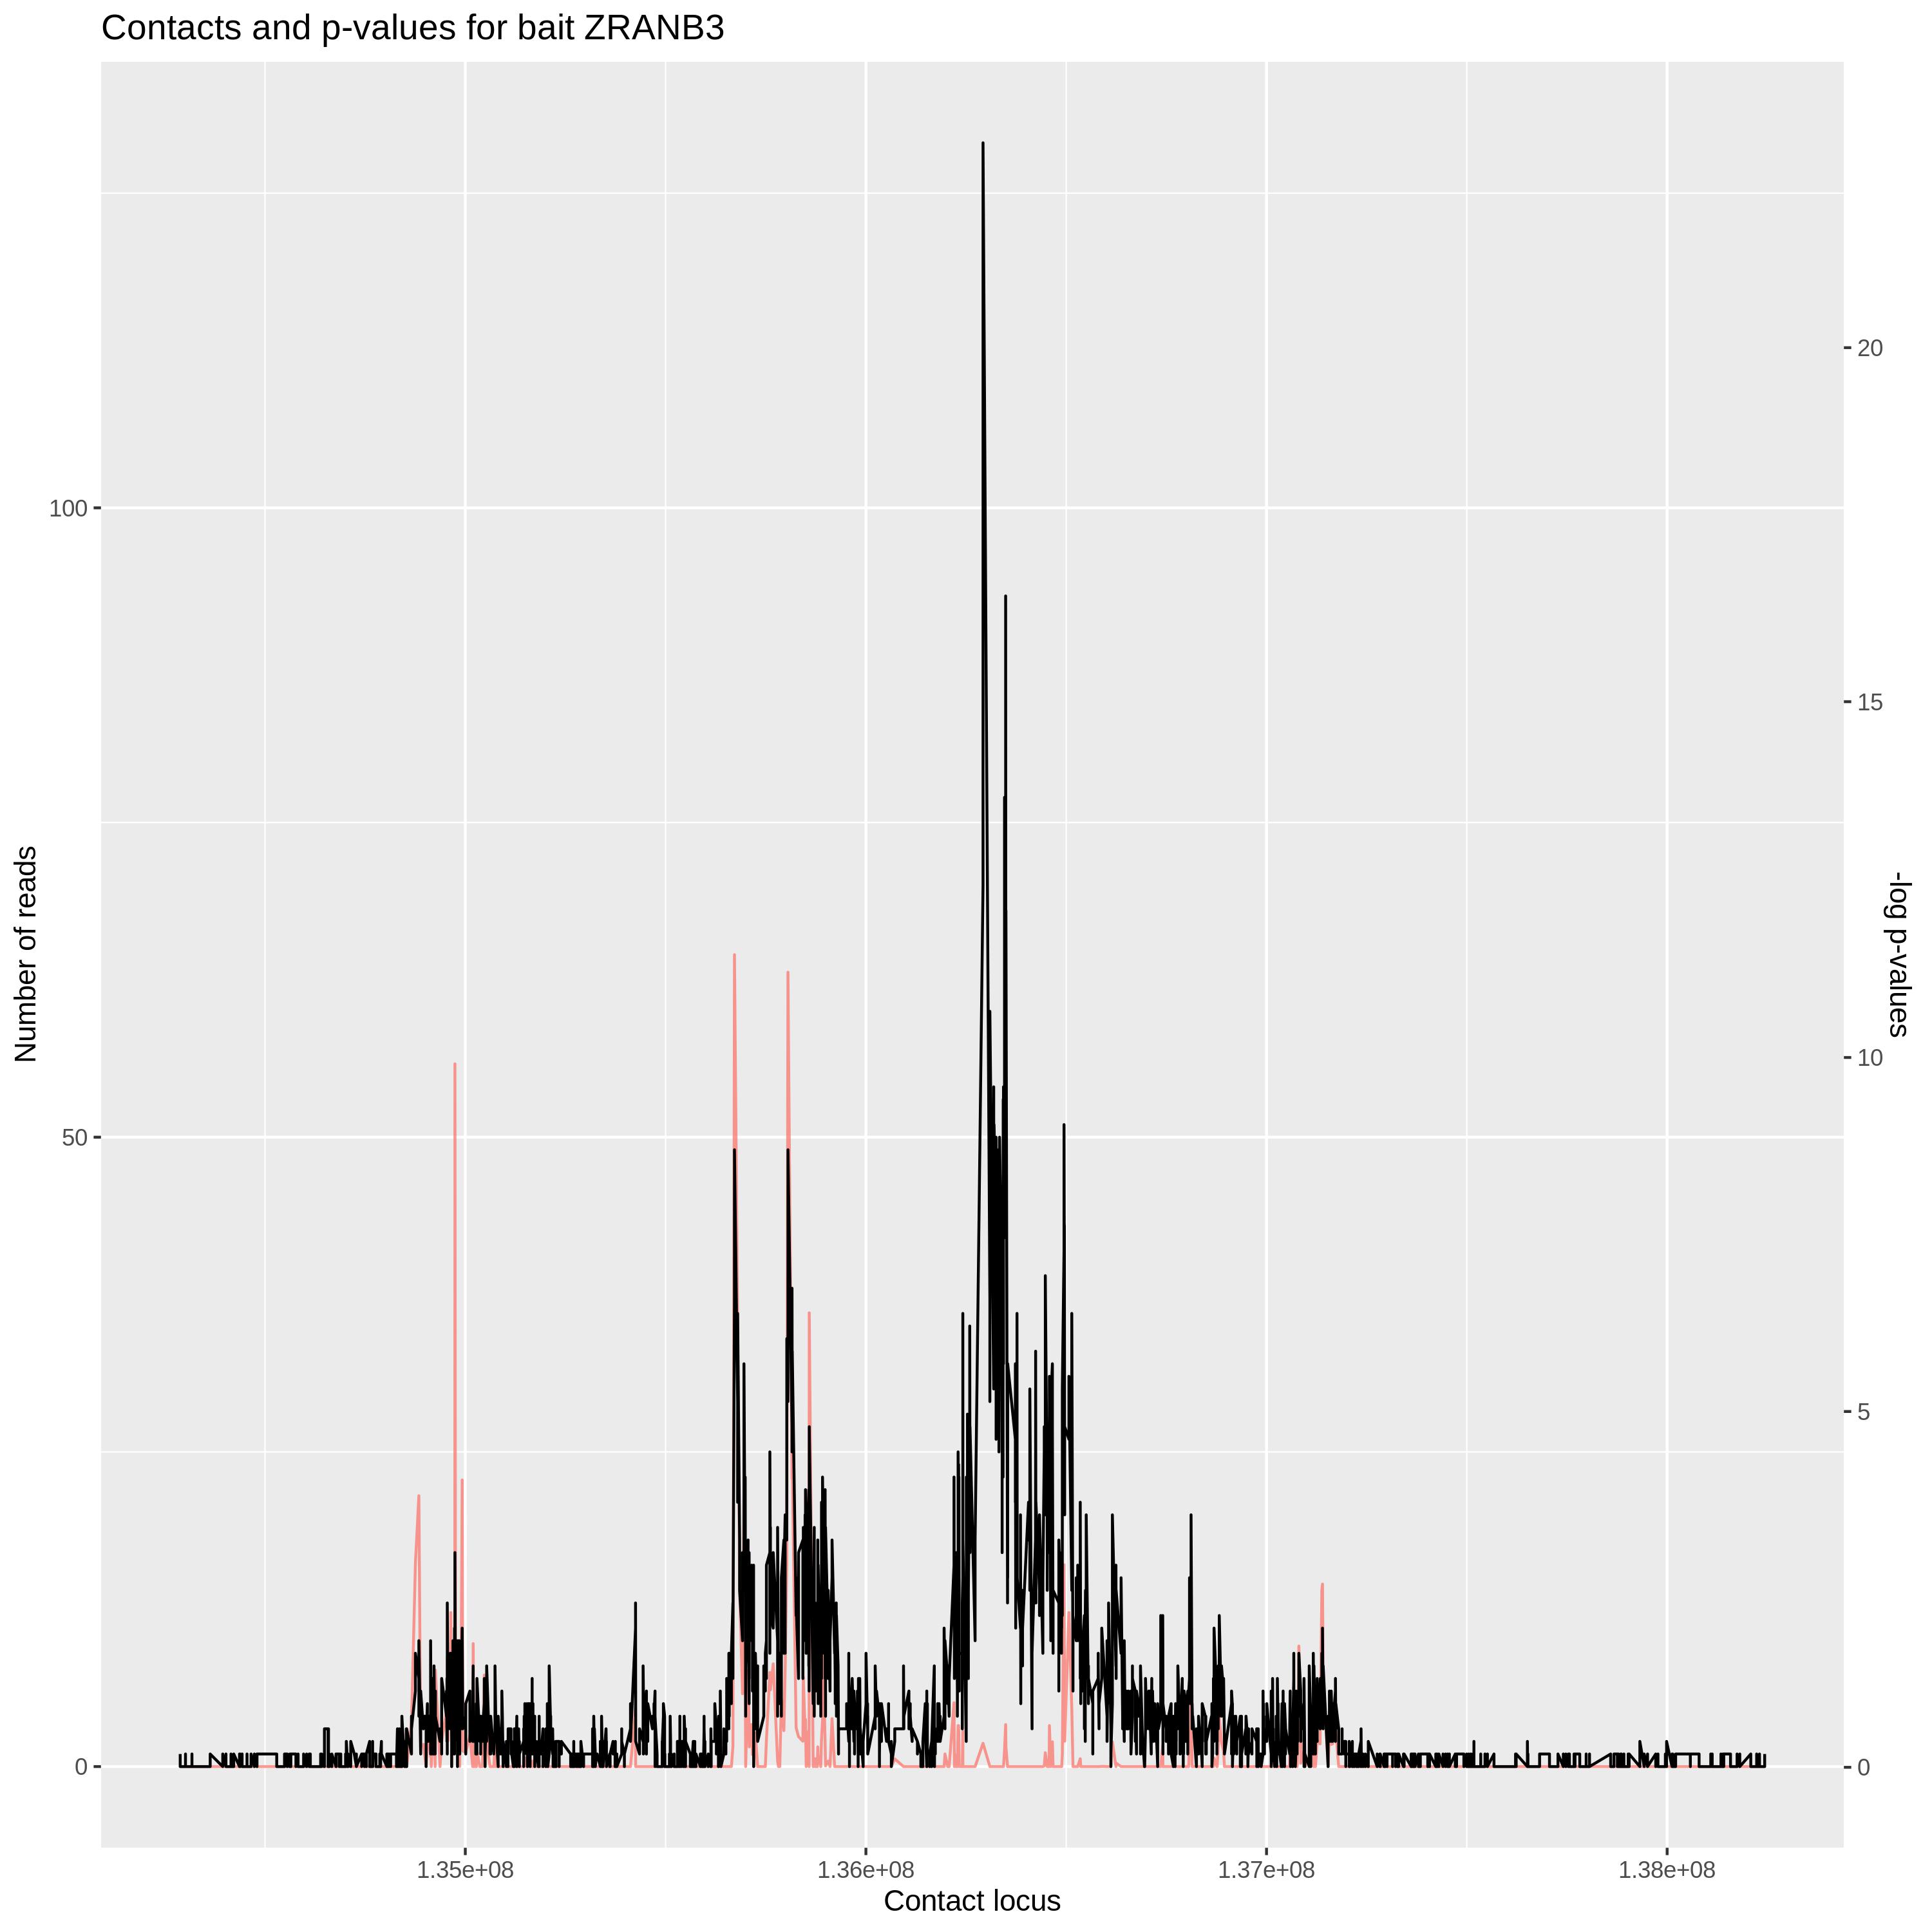 Contacts and p-values for bait ZRANB3
Number of reads
100
50
0
20
15
10
5
0
-log p-values
1.35e+08
1.36e+08
1.37e+08
1.38e+08
Contact locus